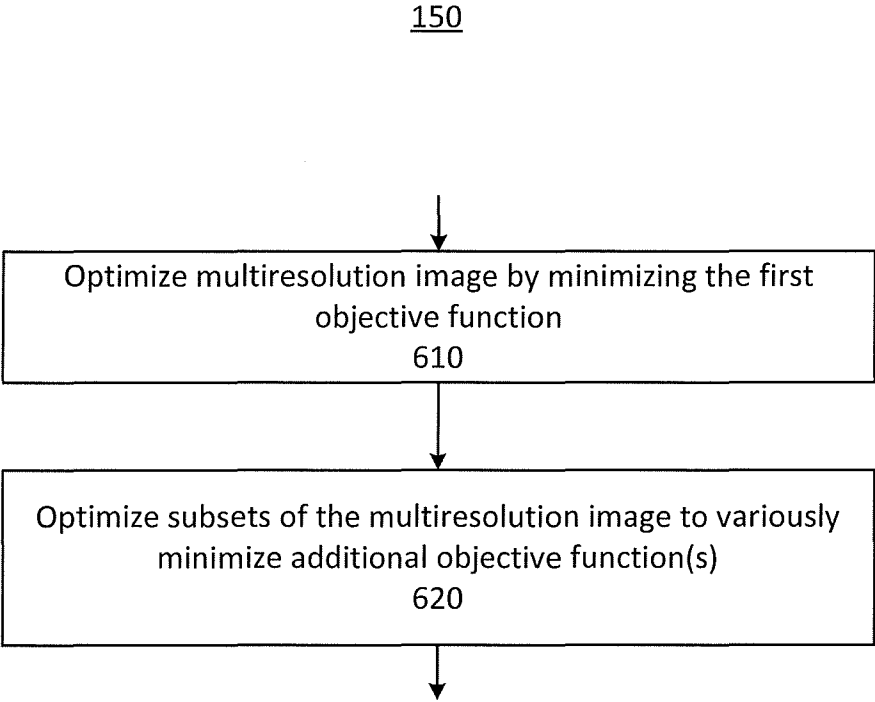 150
Optimize multiresolution image by minimizing the first
objective function
610
Optimize subsets of the multiresolution image to variously
minimize additional objective function(s)
620